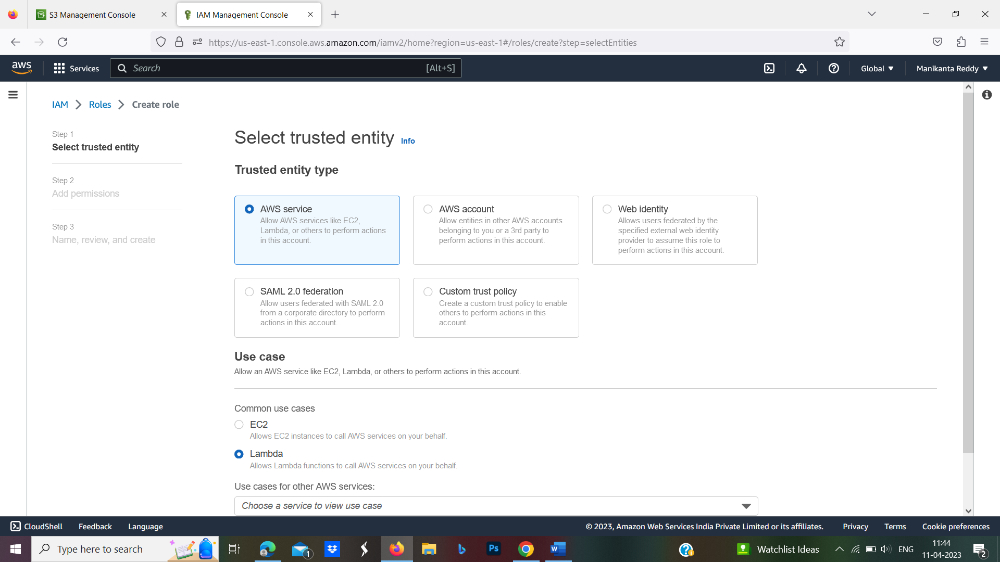 S3 Management Console
IAM Management Console
https://us-east-1.console.aws.amazon.com/iamv2/home?region=us-east-1#/roles/create?step=selectEntities
aws
Services
Search
[Alt+S]
Global
Manikanta Reddy
IAM
Roles
Create role
Step 1
Select trusted entity
Step 2
Add permissions
Step 3
Name, review, and create
Select trusted entity
Info
Trusted entity type
AWS service
Allow AWS services like EC2,
Lambda, or others to perform actions
in this account.
AWS account
Allow entities in other AWS accounts
belonging to you or a 3rd party to
perform actions in this account.
Web identity
Allows users federated by the
specified external web identity
provider to assume this role to
perform actions in this account.
SAML 2.0 federation
Allow users federated with SAML 2.0
from a corporate directory to perform
actions in this account.
Custom trust policy
Create a custom trust policy to enable
others to perform actions in this
account.
Use case
Allow an AWS service like EC2, Lambda, or others to perform actions in this account.
Common use cases
EC2
Allows EC2 instances to call AWS services on your behalf.
Lambda
Allows Lambda functions to call AWS services on your behalf.
Use cases for other AWS services:
Choose a service to view use case
CloudShell
Feedback
Language
© 2023, Amazon Web Services India Private Limited or its affiliates.
Privacy
Terms
Cookie preferences
Type here to search
1
Ps
W
Watchlist Ideas
ENG
11:44
11-04-2023
2